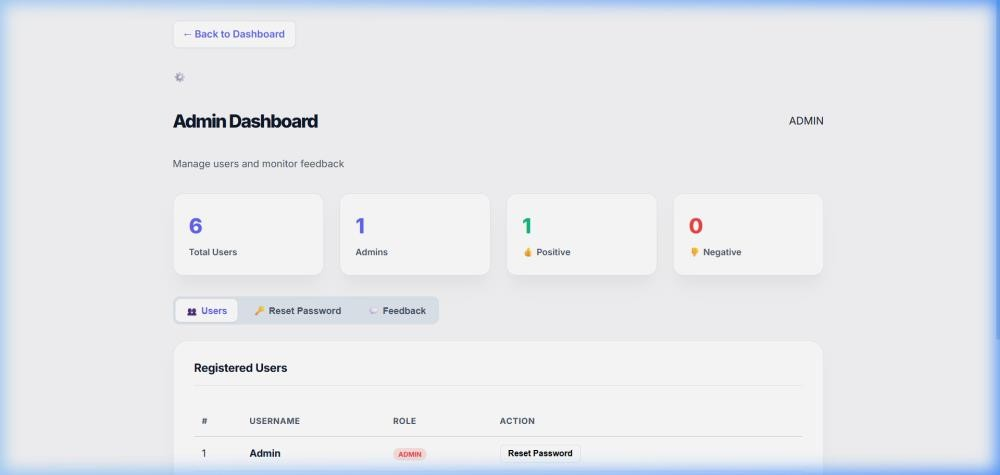 ← Back to Dashboard
Admin Dashboard
ADMIN
Manage users and monitor feedback
6
Total Users
1
Admins
1
👍 Positive
0
👎 Negative
👥 Users
🔑 Reset Password
💬 Feedback
Registered Users
# USERNAME ROLE ACTION
1 Admin ADMIN Reset Password